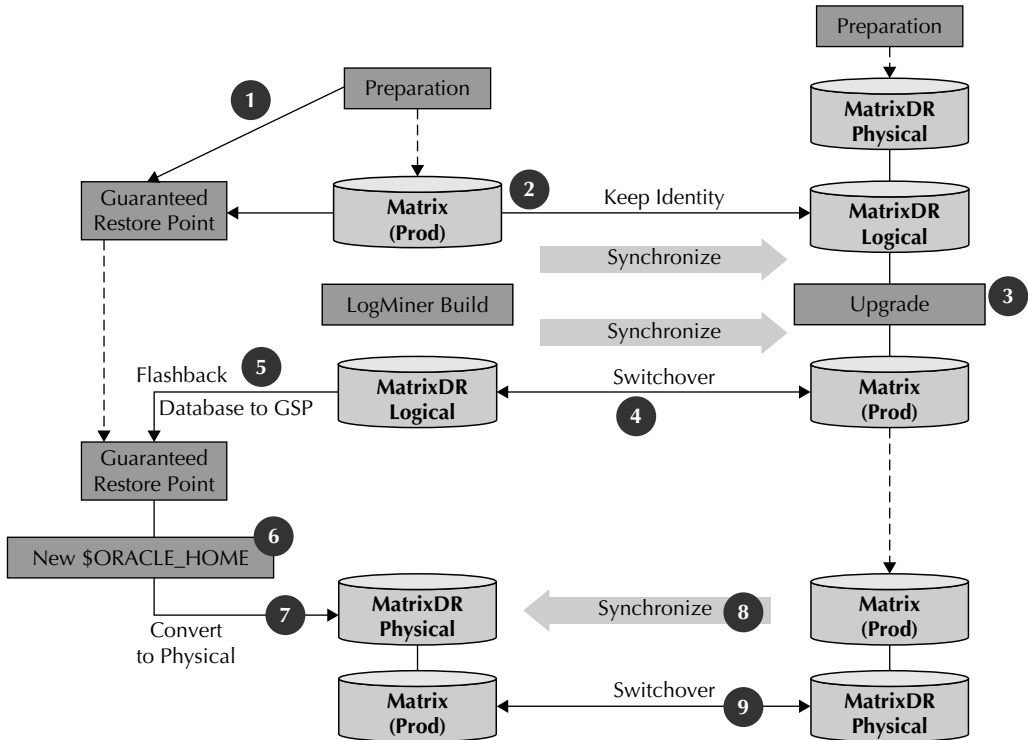 Preparation
Preparation
1
MatrixDR
Physical
Guaranteed
Restore Point
Matrix
(Prod)
2
Keep Identity
MatrixDR
Logical
Synchronize
LogMiner Build
Upgrade
3
Synchronize
Flashback
5
Database to GSP
MatrixDR
Logical
Switchover
4
Matrix
(Prod)
Guaranteed
Restore Point
6
New $ORACLE_HOME
7
Convert
to Physical
MatrixDR
Physical
Synchronize
8
Matrix
(Prod)
Matrix
(Prod)
Switchover
9
MatrixDR
Physical